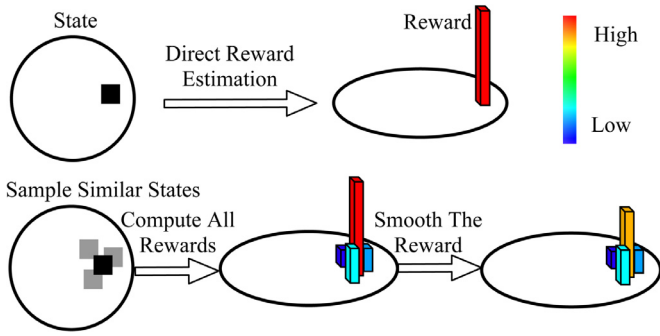 State
Direct Reward
Estimation
Reward
High
Low
Sample Similar States
Compute All
Rewards
Smooth The
Reward